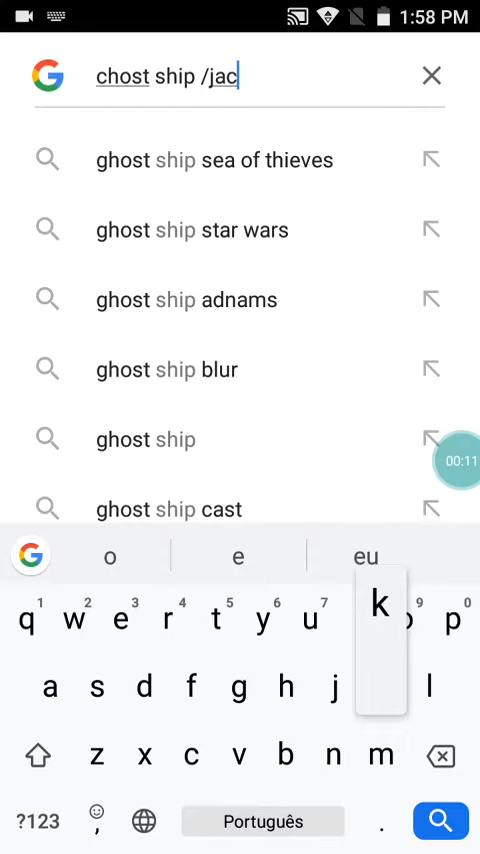 1:58 PM
chost ship /jac
ghost ship sea of thieves
ghost ship star wars
ghost ship adnams
ghost ship blur
ghost ship
00:11
ghost ship cast
o e eu
k
1 2 3 4 5 6 7 9 0
q w e r t y u o p
a s d f g h j l
z x c v b n m
?123 , Português .